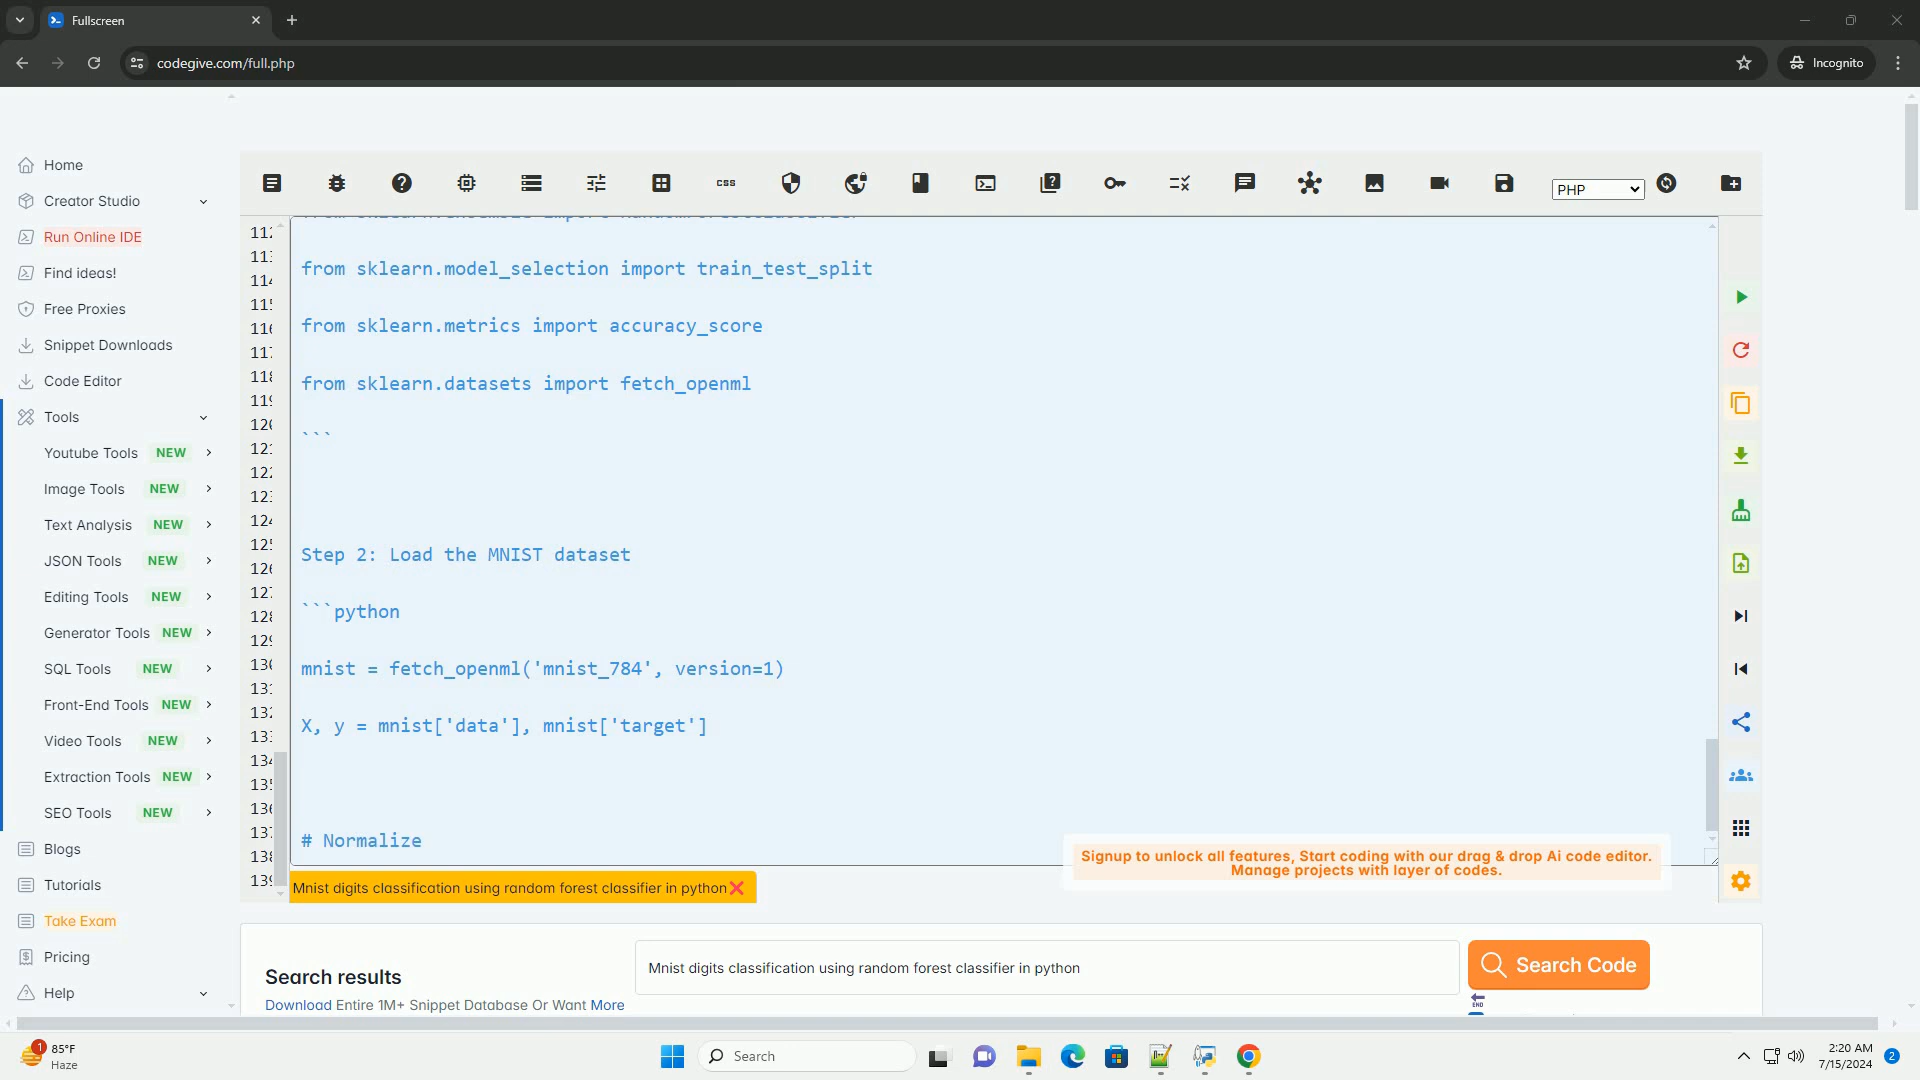 Fullscreen
codegive.com/full.php
Incognito
Home
Creator Studio
Run Online IDE
Find ideas!
Free Proxies
Snippet Downloads
Code Editor
Tools
Youtube Tools NEW
Image Tools NEW
Text Analysis NEW
JSON Tools NEW
Editing Tools NEW
Generator Tools NEW
SQL Tools NEW
Front-End Tools NEW
Video Tools NEW
Extraction Tools NEW
SEO Tools NEW
Blogs
Tutorials
Take Exam
Pricing
Help
css
PHP
from sklearn.model_selection import train_test_split
from sklearn.metrics import accuracy_score
from sklearn.datasets import fetch_openml
```
Step 2: Load the MNIST dataset
```python
mnist = fetch_openml('mnist_784', version=1)
X, y = mnist['data'], mnist['target']
# Normalize
Signup to unlock all features, Start coding with our drag & drop Ai code editor.
Manage projects with layer of codes.
Mnist digits classification using random forest classifier in python
Search results
Download Entire 1M+ Snippet Database Or Want More
Mnist digits classification using random forest classifier in python
Search Code
END
1
85°F
Haze
Search
2:20 AM
7/15/2024
2